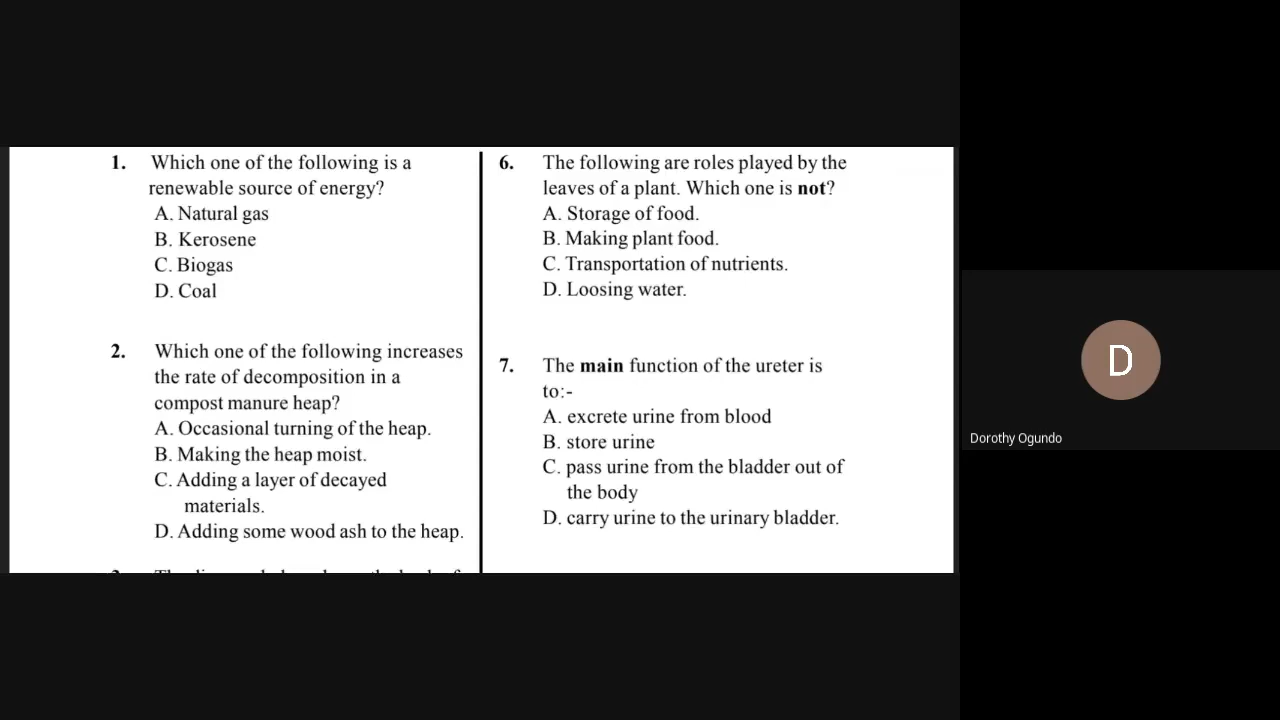 1. Which one of the following is a
renewable source of energy?
A. Natural gas
B. Kerosene
C. Biogas
D. Coal
2. Which one of the following increases
the rate of decomposition in a
compost manure heap?
A. Occasional turning of the heap.
B. Making the heap moist.
C. Adding a layer of decayed
materials.
D. Adding some wood ash to the heap.
6. The following are roles played by the
leaves of a plant. Which one is not?
A. Storage of food.
B. Making plant food.
C. Transportation of nutrients.
D. Loosing water.
7. The main function of the ureter is
to:-
A. excrete urine from blood
B. store urine
C. pass urine from the bladder out of
the body
D. carry urine to the urinary bladder.
D
Dorothy Ogundo